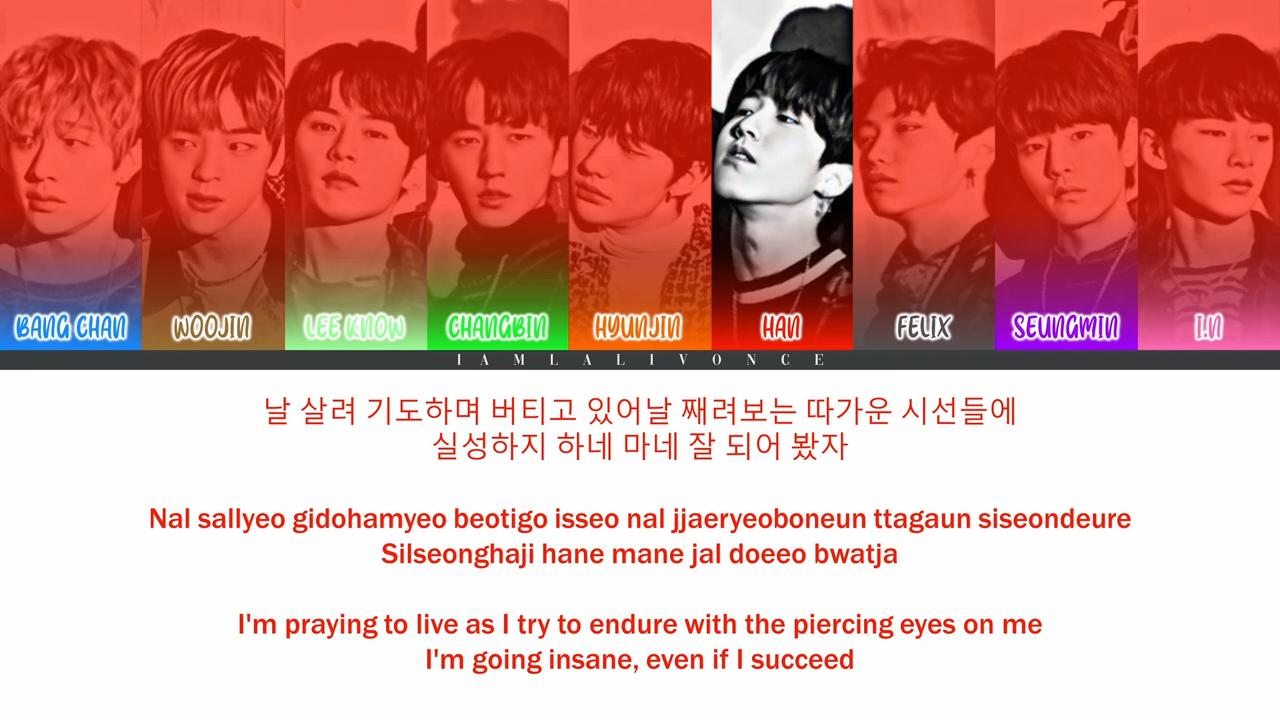 BANG CHAN WOOJIN LEE KNOW CHANGBIN HYUNJIN HAN FELIX SEUNGMIN I.N
I A M L A L I V O N C E
날 살려 기도하며 버티고 있어날 째려보는 따가운 시선들에
실성하지 하네 마네 잘 되어 봤자
Nal sallyeo gidohamyeo beotigo isseo nal jjaeryeoboneun ttagaun siseondeure
Silseonghaji hane mane jal doeeo bwatja
I'm praying to live as I try to endure with the piercing eyes on me
I'm going insane, even if I succeed